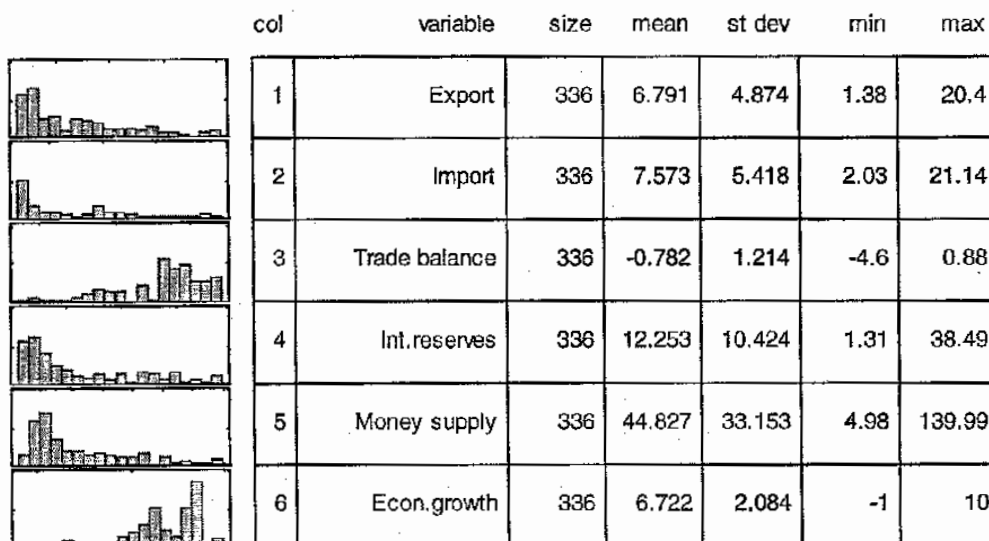 col variable size mean st dev min max
1 Export 336 6.791 4.874 1.38 20.4
2 Import 336 7.573 5.418 2.03 21.14
3 Trade balance 336 -0.782 1.214 -4.6 0.88
4 Int.reserves 336 12.253 10.424 1.31 38.49
5 Money supply 336 44.827 33.153 4.98 139.99
6 Econ.growth 336 6.722 2.084 -1 10